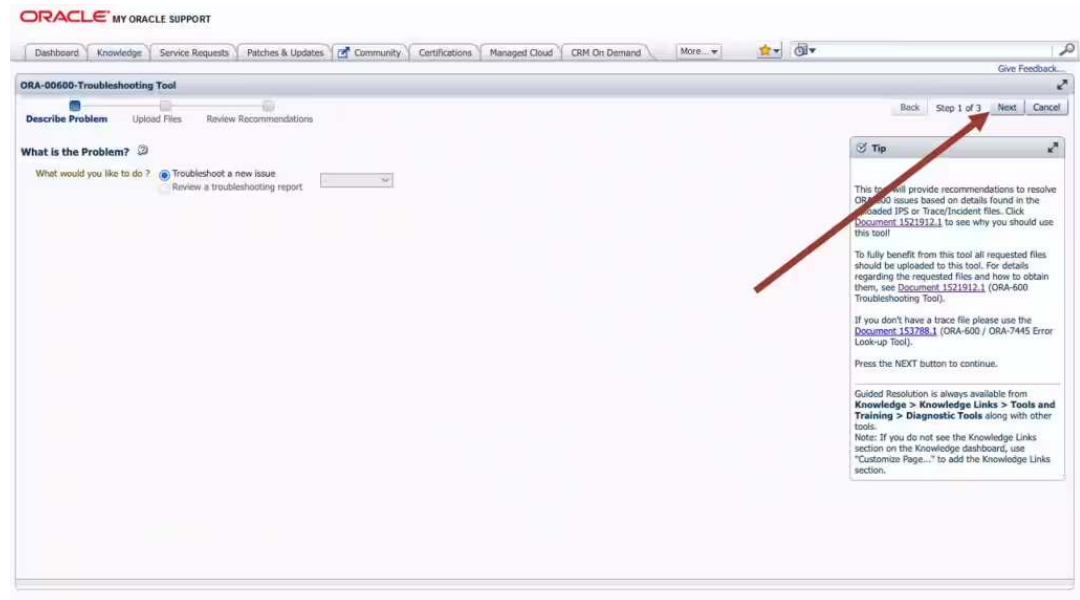 ORACLE MY ORACLE SUPPORT
Dashboard Knowledge Service Requests Patches & Updates Community Certifications Managed Cloud CRM On Demand More...
Give Feedback...
ORA-00600-Troubleshooting Tool
Describe Problem Upload Files Review Recommendations
Back Step 1 of 3 Next Cancel
What is the Problem?
What would you like to do ? Troubleshoot a new issue
Review a troubleshooting report
Tip
This tool will provide recommendations to resolve
ORA-600 issues based on details found in the
uploaded IPS or Trace/Incident files. Click
Document 1521912.1 to see why you should use
this tool!
To fully benefit from this tool all requested files
should be uploaded to this tool. For details
regarding the requested files and how to obtain
them, see Document 1521912.1 (ORA-600
Troubleshooting Tool).
If you don't have a trace file please use the
Document 153788.1 (ORA-600 / ORA-7445 Error
Look-up Tool).
Press the NEXT button to continue.
Guided Resolution is always available from
Knowledge > Knowledge Links > Tools and
Training > Diagnostic Tools along with other
tools.
Note: If you do not see the Knowledge Links
section on the Knowledge dashboard, use
"Customize Page..." to add the Knowledge Links
section.